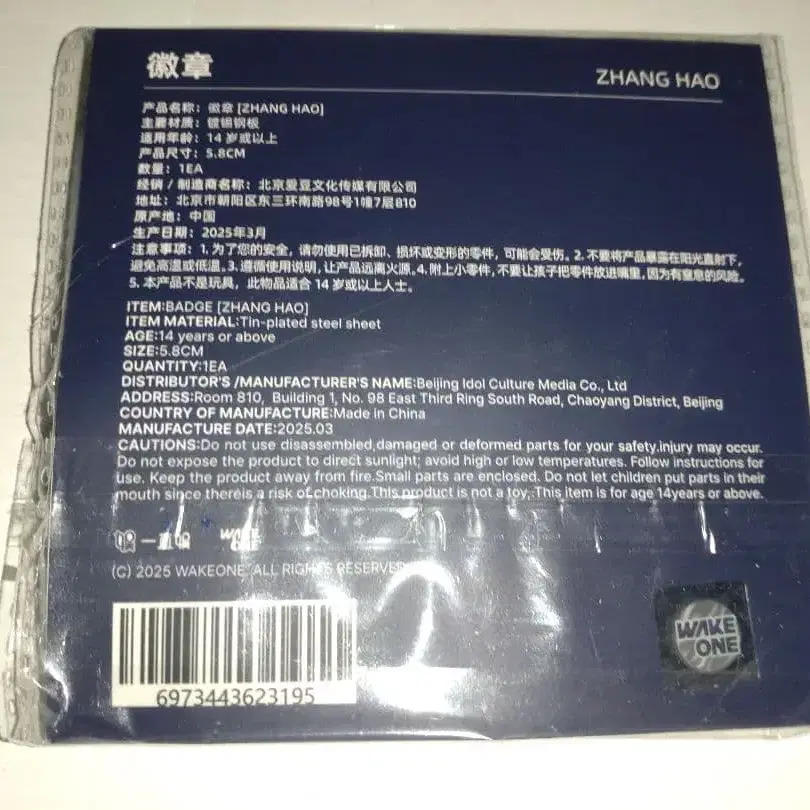 徽章
ZHANG HAO
产品名称：徽章 [ZHANG HAO]
主要材质：镀锡钢板
适用年龄：14 岁或以上
产品尺寸：5.8CM
数量：1EA
经销 / 制造商名称：北京爱豆文化传媒有限公司
地址：北京市朝阳区东三环南路98号1幢7层810
原产地：中国
生产日期：2025年3月
注意事项：1.为了您的安全，请勿使用已拆卸、损坏或变形的零件，可能会受伤。2.不要将产品暴露在阳光直射下，
避免高温或低温。3.遵循使用说明，让产品远离火源。4.附上小零件，不要让孩子把零件放进嘴里，因为有窒息的风险。
5. 本产品不是玩具，此物品适合 14 岁或以上人士。
ITEM:BADGE [ZHANG HAO]
ITEM MATERIAL:Tin-plated steel sheet
AGE:14 years or above
SIZE:5.8CM
QUANTITY:1EA
DISTRIBUTOR'S /MANUFACTURER'S NAME:Beijing Idol Culture Media Co., Ltd
ADDRESS:Room 810, Building 1, No. 98 East Third Ring South Road, Chaoyang District, Beijing
COUNTRY OF MANUFACTURE:Made in China
MANUFACTURE DATE:2025.03
CAUTIONS:Do not use disassembled,damaged or deformed parts for your safety.injury may occur.
Do not expose the product to direct sunlight; avoid high or low temperatures. Follow instructions for
use. Keep the product away from fire.Small parts are enclosed. Do not let children put parts in their
mouth since thereis a risk of choking.This product is not a toy. This item is for age 14years or above.
WAKE ONE
(C) 2025 WAKEONE. ALL RIGHTS RESERVED
6973443623195
WAKE
ONE